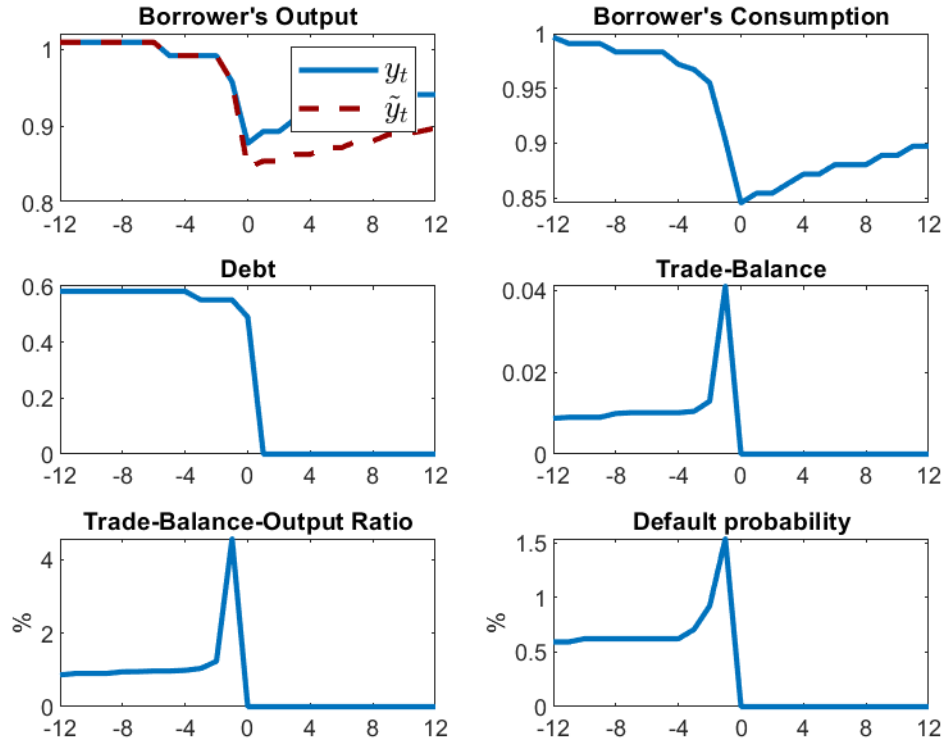 Borrower's Output
1
0.9
0.8
y_t
ỹ_t
-12 -8 -4 0 4 8 12
Borrower's Consumption
0.95
0.9
0.85
-12 -8 -4 0 4 8 12
Debt
0.6
0.4
0.2
0
-12 -8 -4 0 4 8 12
Trade-Balance
0.04
0.02
0
-12 -8 -4 0 4 8 12
Trade-Balance-Output Ratio
%
4
2
0
-12 -8 -4 0 4 8 12
Default probability
%
1.5
1
0.5
0
-12 -8 -4 0 4 8 12